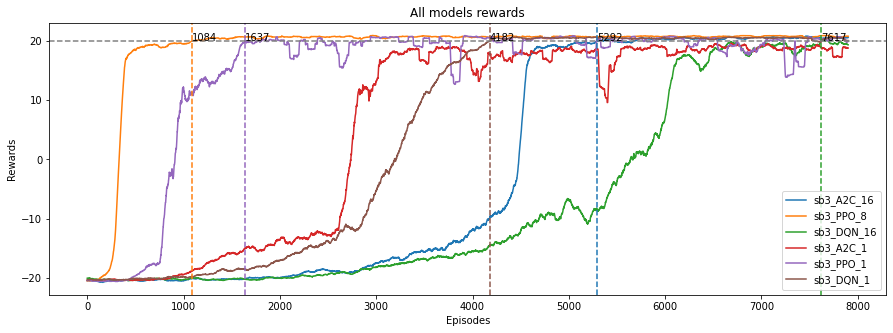 All models rewards
Rewards
20
10
0
−10
−20
1084
1637
4182
5292
7617
sb3_A2C_16
sb3_PPO_8
sb3_DQN_16
sb3_A2C_1
sb3_PPO_1
sb3_DQN_1
0 1000 2000 3000 4000 5000 6000 7000 8000
Episodes